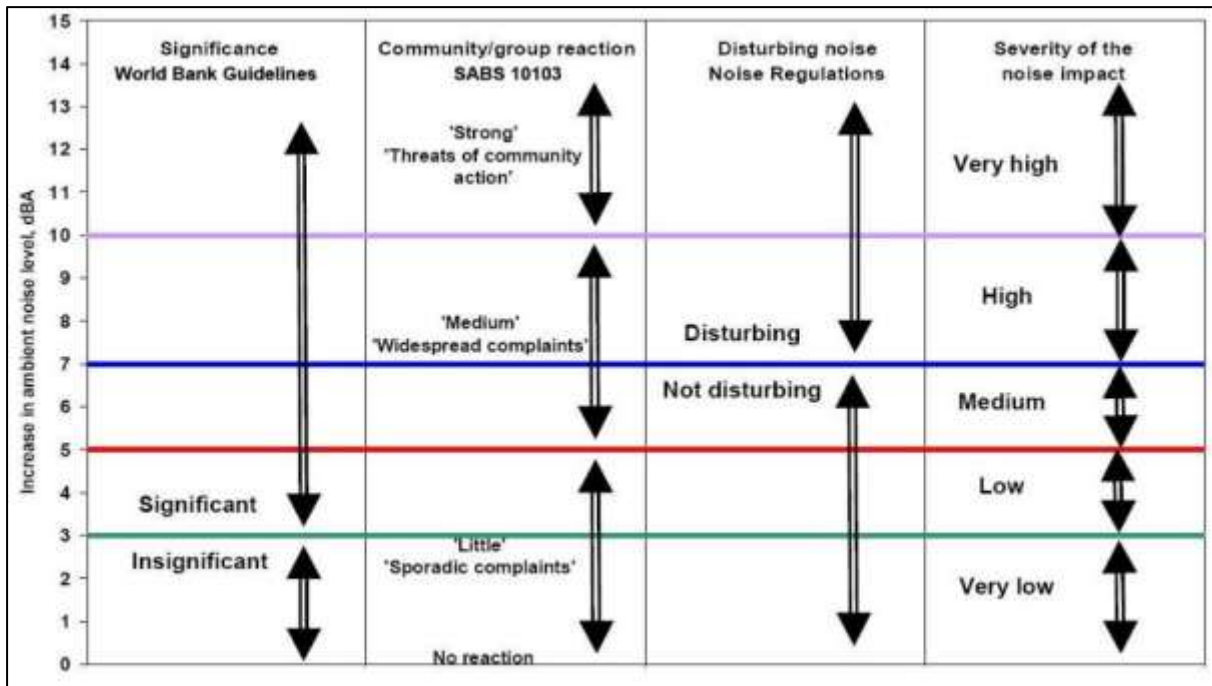 Increase in ambient noise level, dBA
15
14
13
12
11
10
9
8
7
6
5
4
3
2
1
0
Significance
World Bank Guidelines
Significant
Insignificant
Community/group reaction
SABS 10103
'Strong'
'Threats of community
action'
'Medium'
'Widespread complaints'
'Little'
'Sporadic complaints'
No reaction
Disturbing noise
Noise Regulations
Disturbing
Not disturbing
Severity of the
noise impact
Very high
High
Medium
Low
Very low